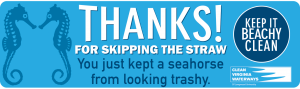 THANKS!
FOR SKIPPING THE STRAW
You just kept a seahorse
from looking trashy.
KEEP IT
BEACHY
CLEAN
CLEAN
VIRGINIA
WATERWAYS